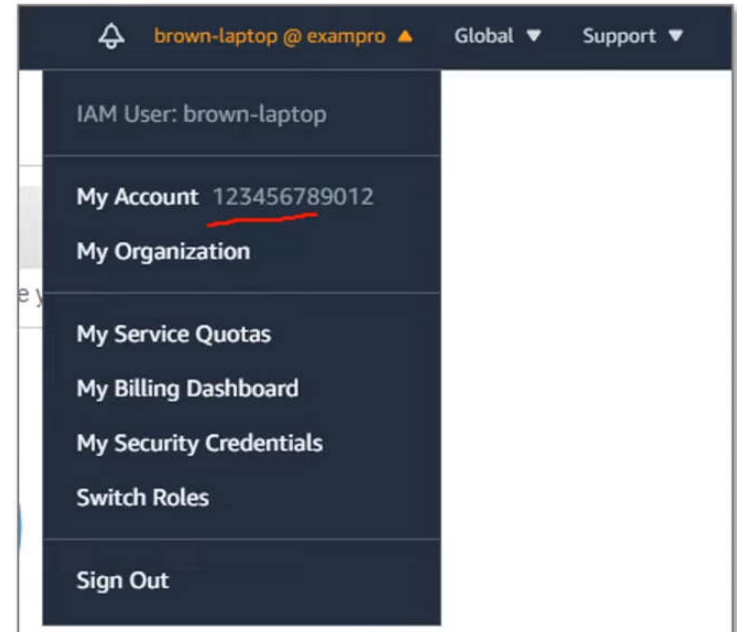 brown-laptop @ exampro ▲ Global ▼ Support ▼
IAM User: brown-laptop
My Account 123456789012
My Organization
e y
My Service Quotas
My Billing Dashboard
My Security Credentials
Switch Roles
Sign Out